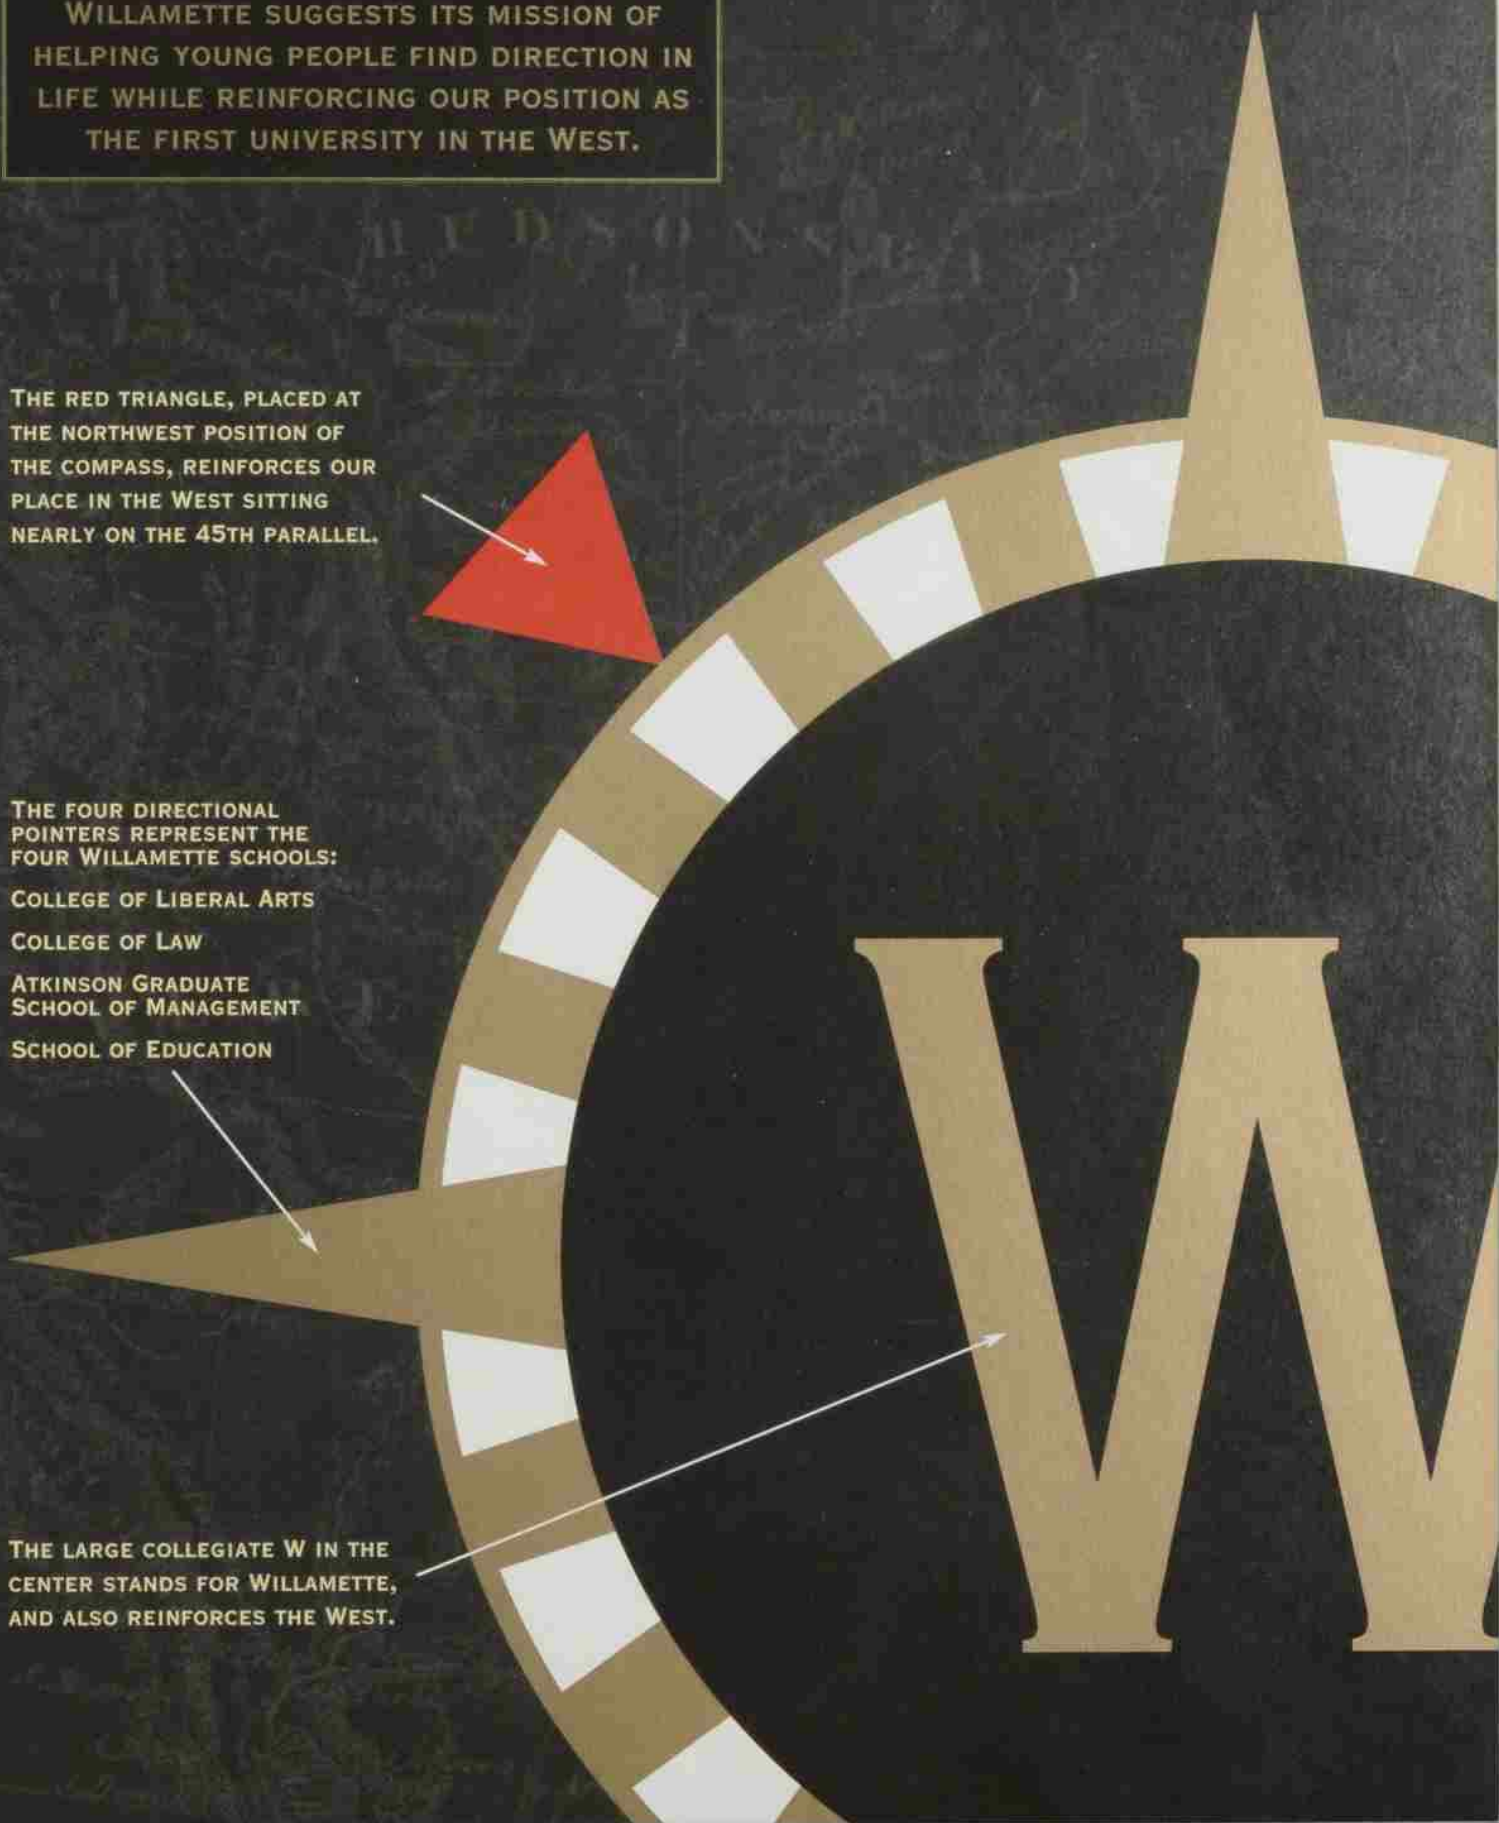 WILLAMETTE SUGGESTS ITS MISSION OF
HELPING YOUNG PEOPLE FIND DIRECTION IN
LIFE WHILE REINFORCING OUR POSITION AS
THE FIRST UNIVERSITY IN THE WEST.
HUDSONS
THE RED TRIANGLE, PLACED AT
THE NORTHWEST POSITION OF
THE COMPASS, REINFORCES OUR
PLACE IN THE WEST SITTING
NEARLY ON THE 45TH PARALLEL.
THE FOUR DIRECTIONAL
POINTERS REPRESENT THE
FOUR WILLAMETTE SCHOOLS:
COLLEGE OF LIBERAL ARTS
COLLEGE OF LAW
ATKINSON GRADUATE
SCHOOL OF MANAGEMENT
SCHOOL OF EDUCATION
W
THE LARGE COLLEGIATE W IN THE
CENTER STANDS FOR WILLAMETTE,
AND ALSO REINFORCES THE WEST.